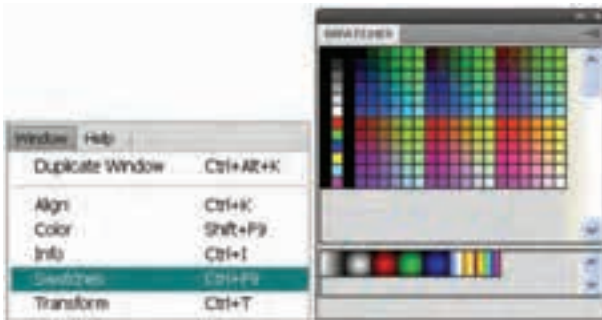 SWATCHES
Window Help
Duplicate Window Ctrl+Alt+K
Align Ctrl+K
Color Shift+F9
Info Ctrl+I
Swatches Ctrl+F9
Transform Ctrl+T